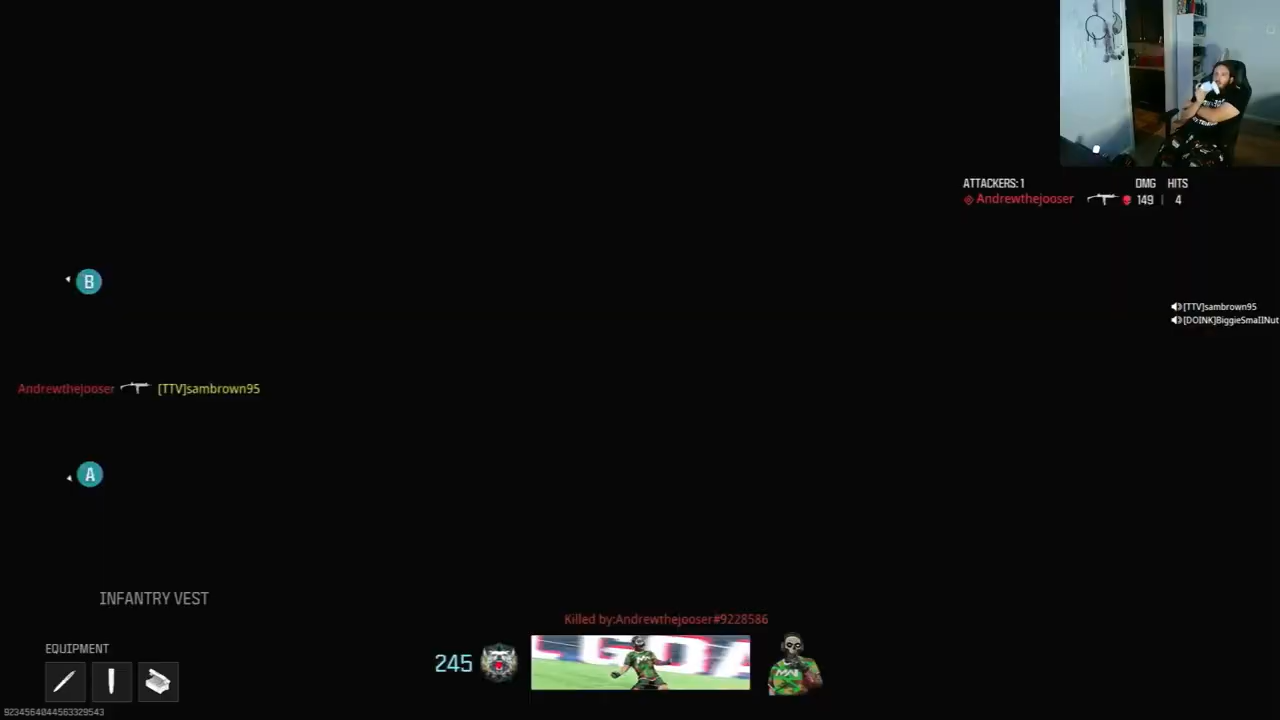 ATTACKERS: 1 DMG HITS
Andrewthejooser 149 | 4
B
[TTV]sambrown95
[DOINK]BiggieSmallNut
Andrewthejooser [TTV]sambrown95
A
INFANTRY VEST
Killed by:Andrewthejooser#9228586
EQUIPMENT
245
9234564044563329543